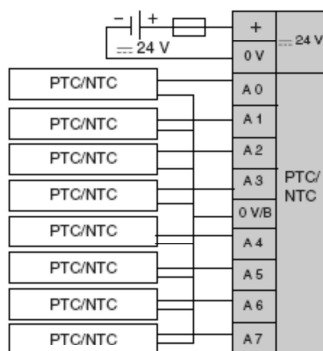 − + +
⎓ 24 V
⎓ 24 V
0 V
PTC/NTC A 0
PTC/NTC A 1
PTC/NTC A 2
PTC/NTC A 3
PTC/
NTC
0 V/B
PTC/NTC A 4
PTC/NTC A 5
PTC/NTC A 6
PTC/NTC A 7